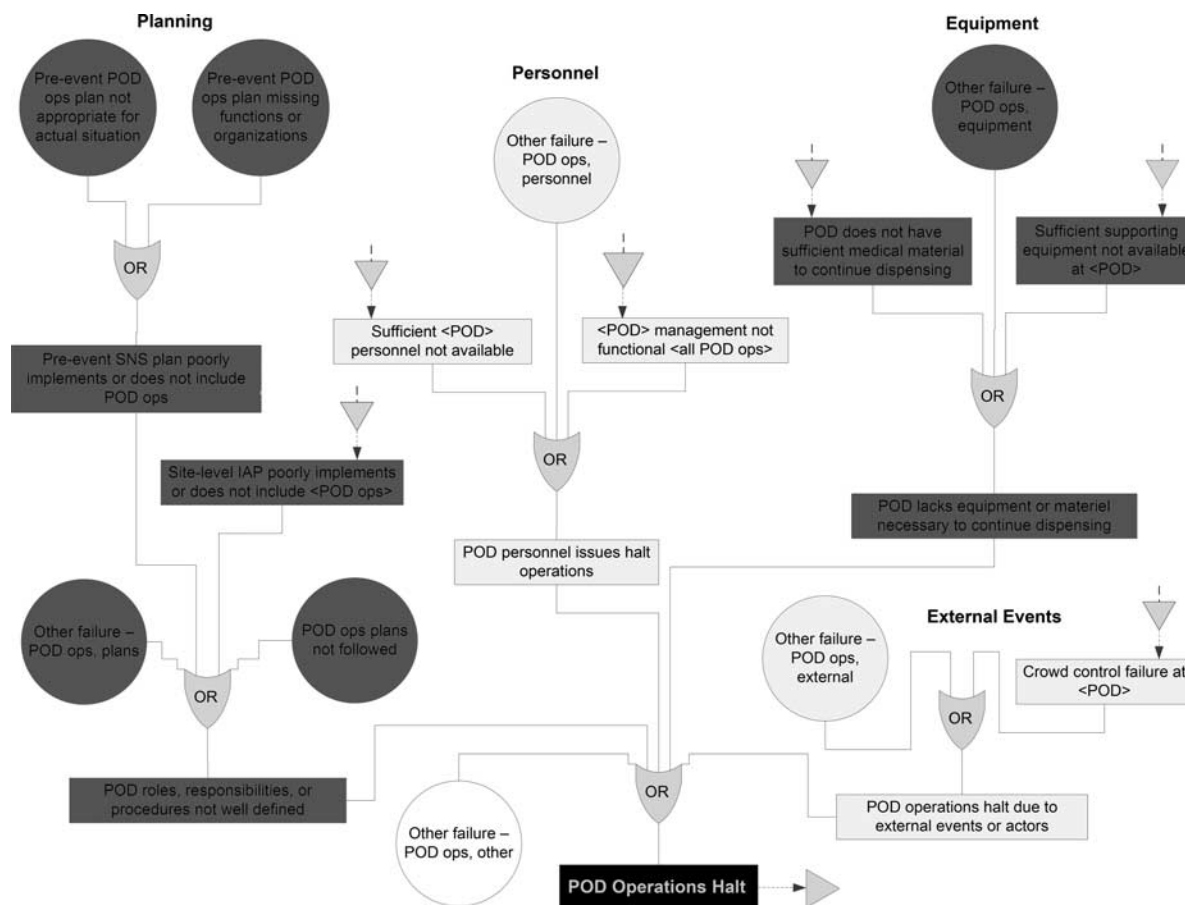 Planning
Pre-event POD
ops plan not
appropriate for
actual situation
Pre-event POD
ops plan missing
functions or
organizations
OR
Pre-event SNS plan poorly
implements or does not include
POD ops
Site-level IAP poorly implements
or does not include <POD ops>
Other failure –
POD ops, plans
POD ops plans
not followed
OR
POD roles, responsibilities, or
procedures not well defined
Personnel
Other failure –
POD ops,
personnel
Sufficient <POD>
personnel not available
<POD> management not
functional <all POD ops>
OR
POD personnel issues halt
operations
Equipment
Other failure –
POD ops,
equipment
POD does not have
sufficient medical material
to continue dispensing
Sufficient supporting
equipment not available
at <POD>
OR
POD lacks equipment or materiel
necessary to continue dispensing
External Events
Other failure –
POD ops,
external
Crowd control failure at
<POD>
OR
POD operations halt due to
external events or actors
Other failure –
POD ops, other
OR
POD Operations Halt